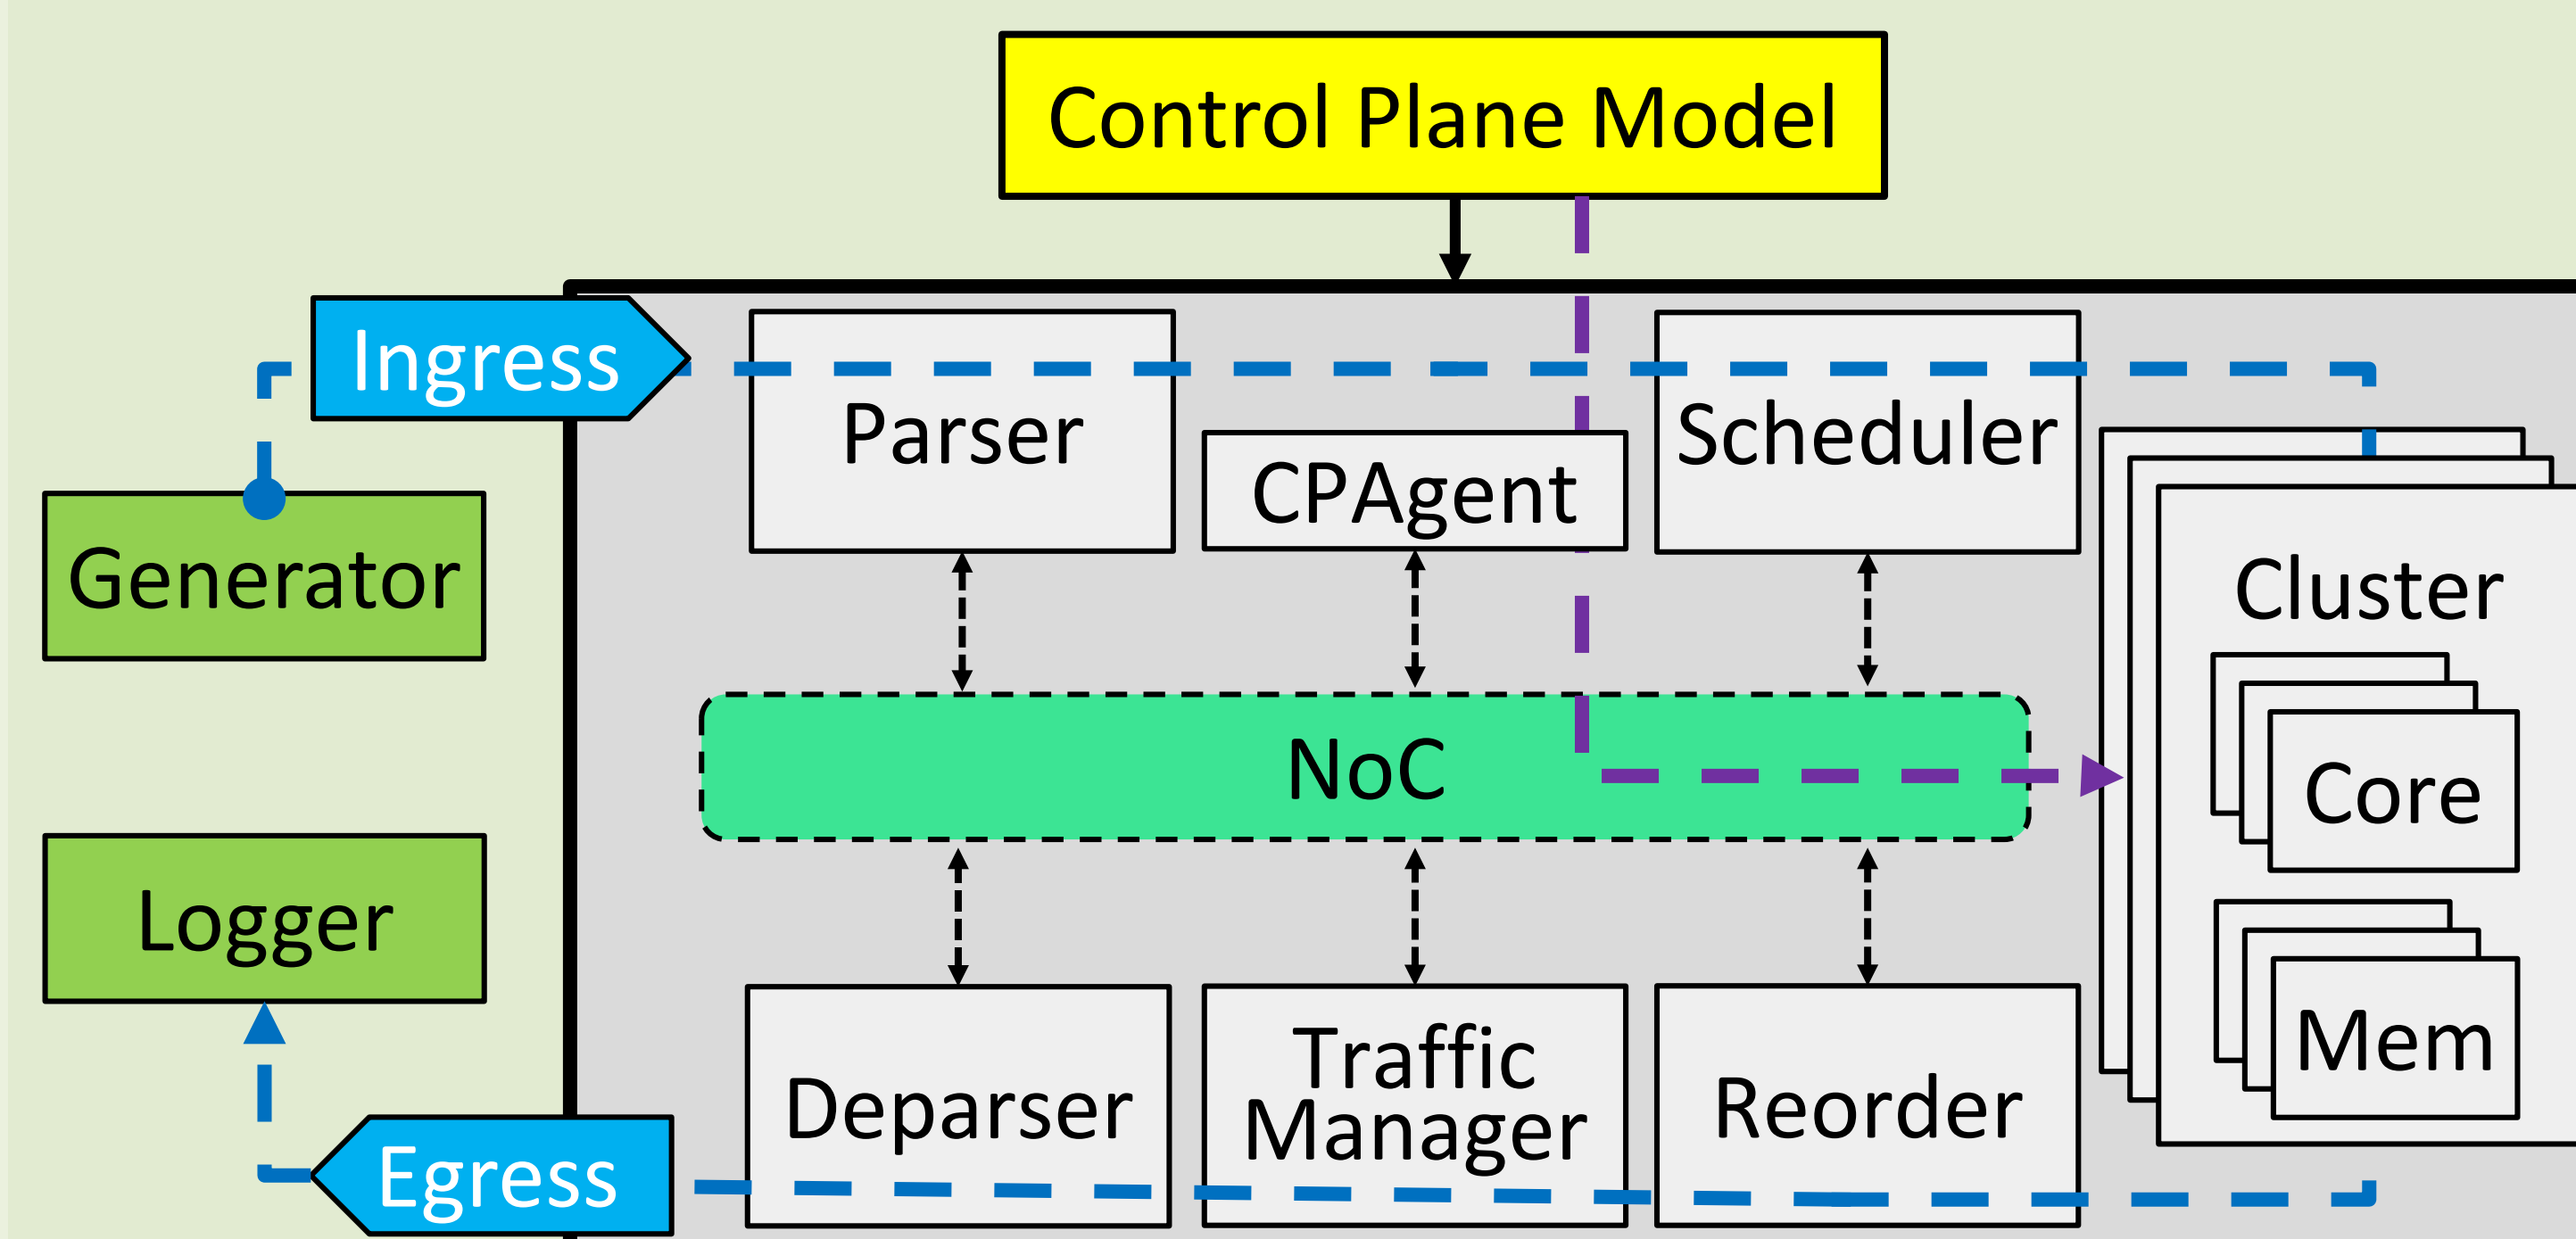 Control Plane Model
Ingress
Parser
CPAgent
Scheduler
Generator
Cluster
NoC
Core
Logger
Mem
Deparser
Traffic
Manager
Reorder
Egress